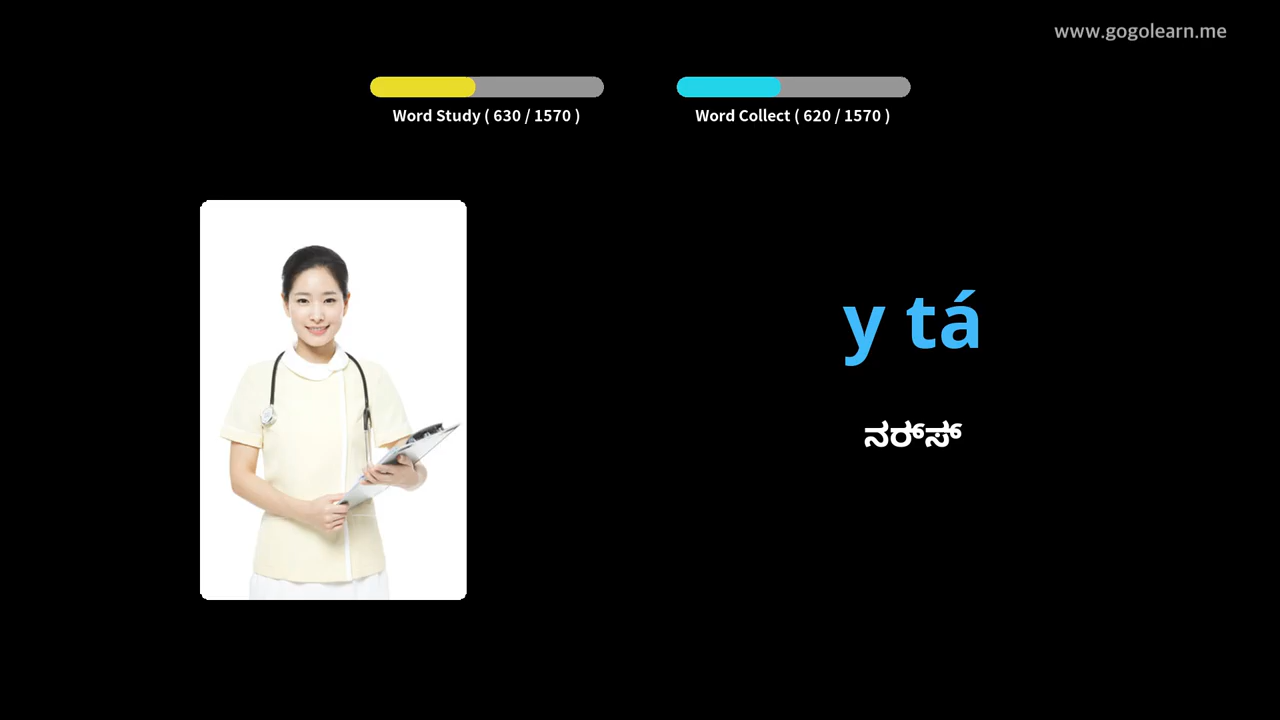 www.gogolearn.me
Word Study ( 630 / 1570 )
Word Collect ( 620 / 1570 )
y tá
ನರ್‍ಸ್